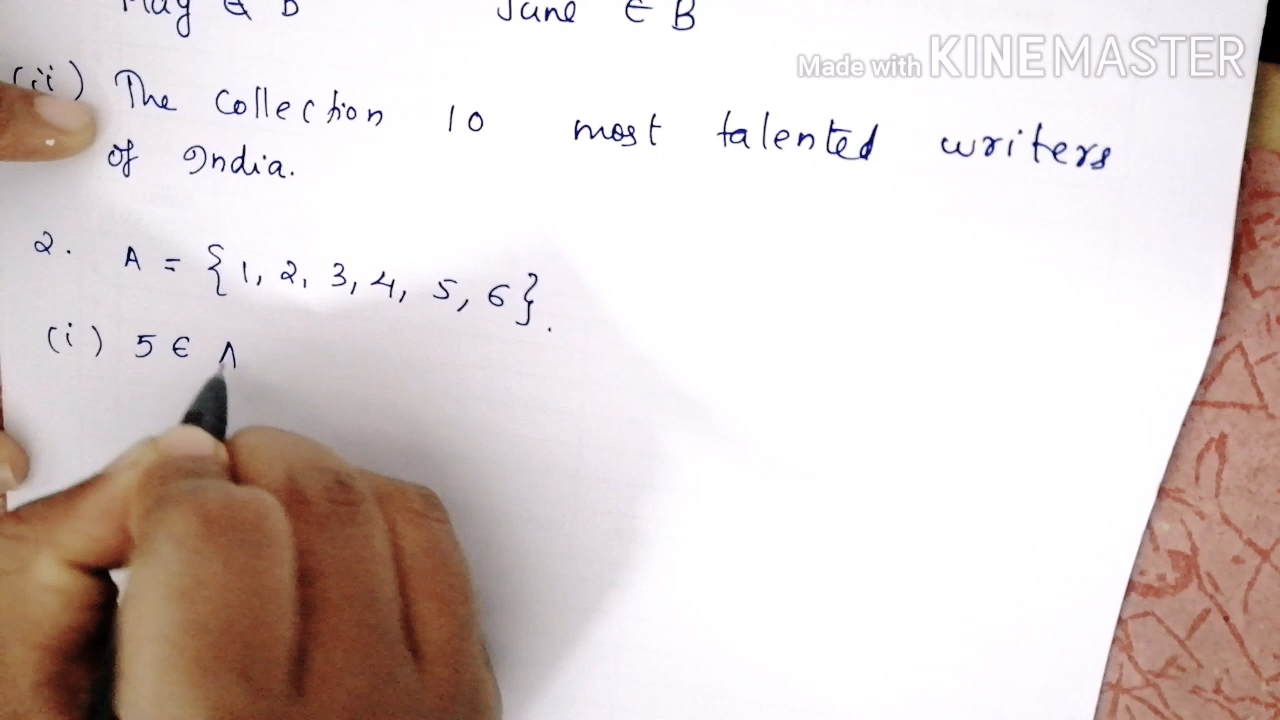 May ∉ B June ∈ B
Made with KINEMASTER
(ii) The collection 10 most talented writers
of India.
2. A = {1, 2, 3, 4, 5, 6}.
(i) 5 ∈ A